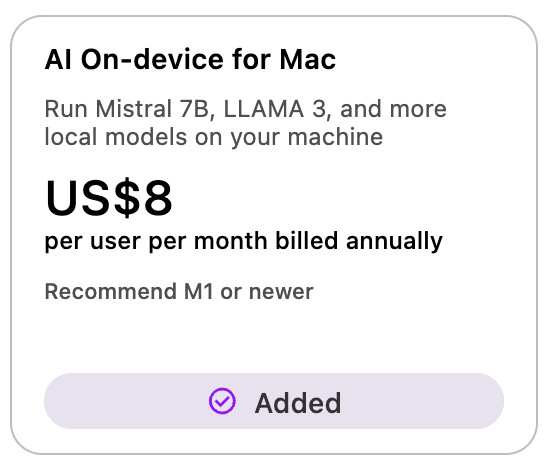 AI On-device for Mac
Run Mistral 7B, LLAMA 3, and more
local models on your machine
US$8
per user per month billed annually
Recommend M1 or newer
Added